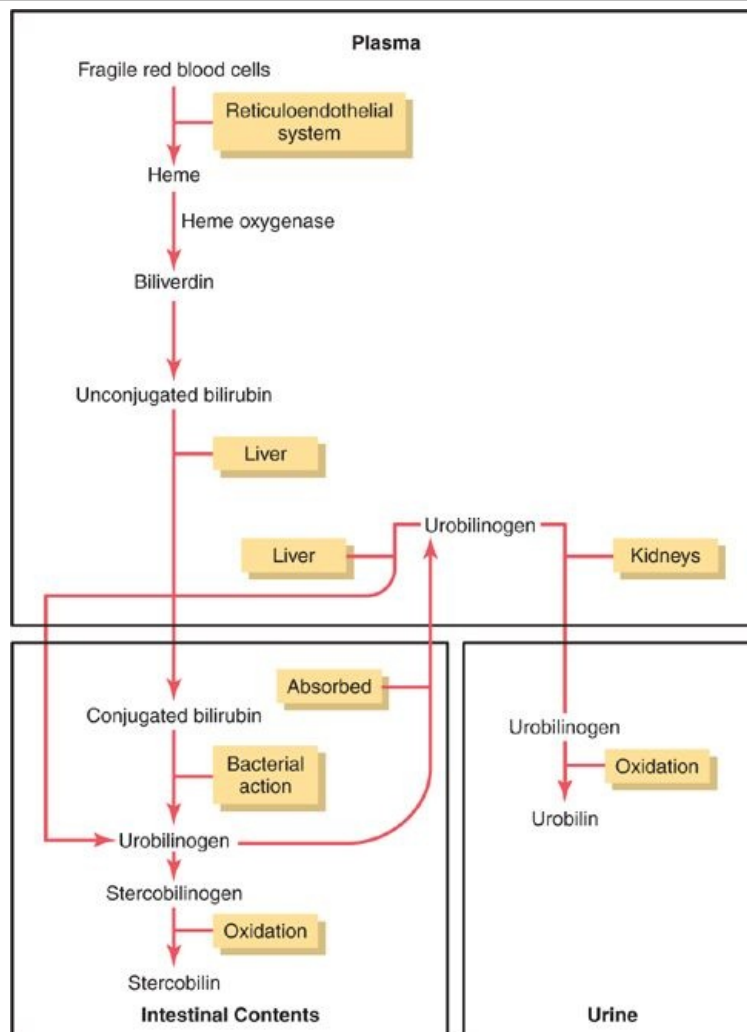 Plasma
Fragile red blood cells
Reticuloendothelial
system
Heme
Heme oxygenase
Biliverdin
Unconjugated bilirubin
Liver
Urobilinogen
Liver
Kidneys
Absorbed
Conjugated bilirubin
Bacterial
action
Urobilinogen
Stercobilinogen
Oxidation
Stercobilin
Intestinal Contents
Urobilinogen
Oxidation
Urobilin
Urine